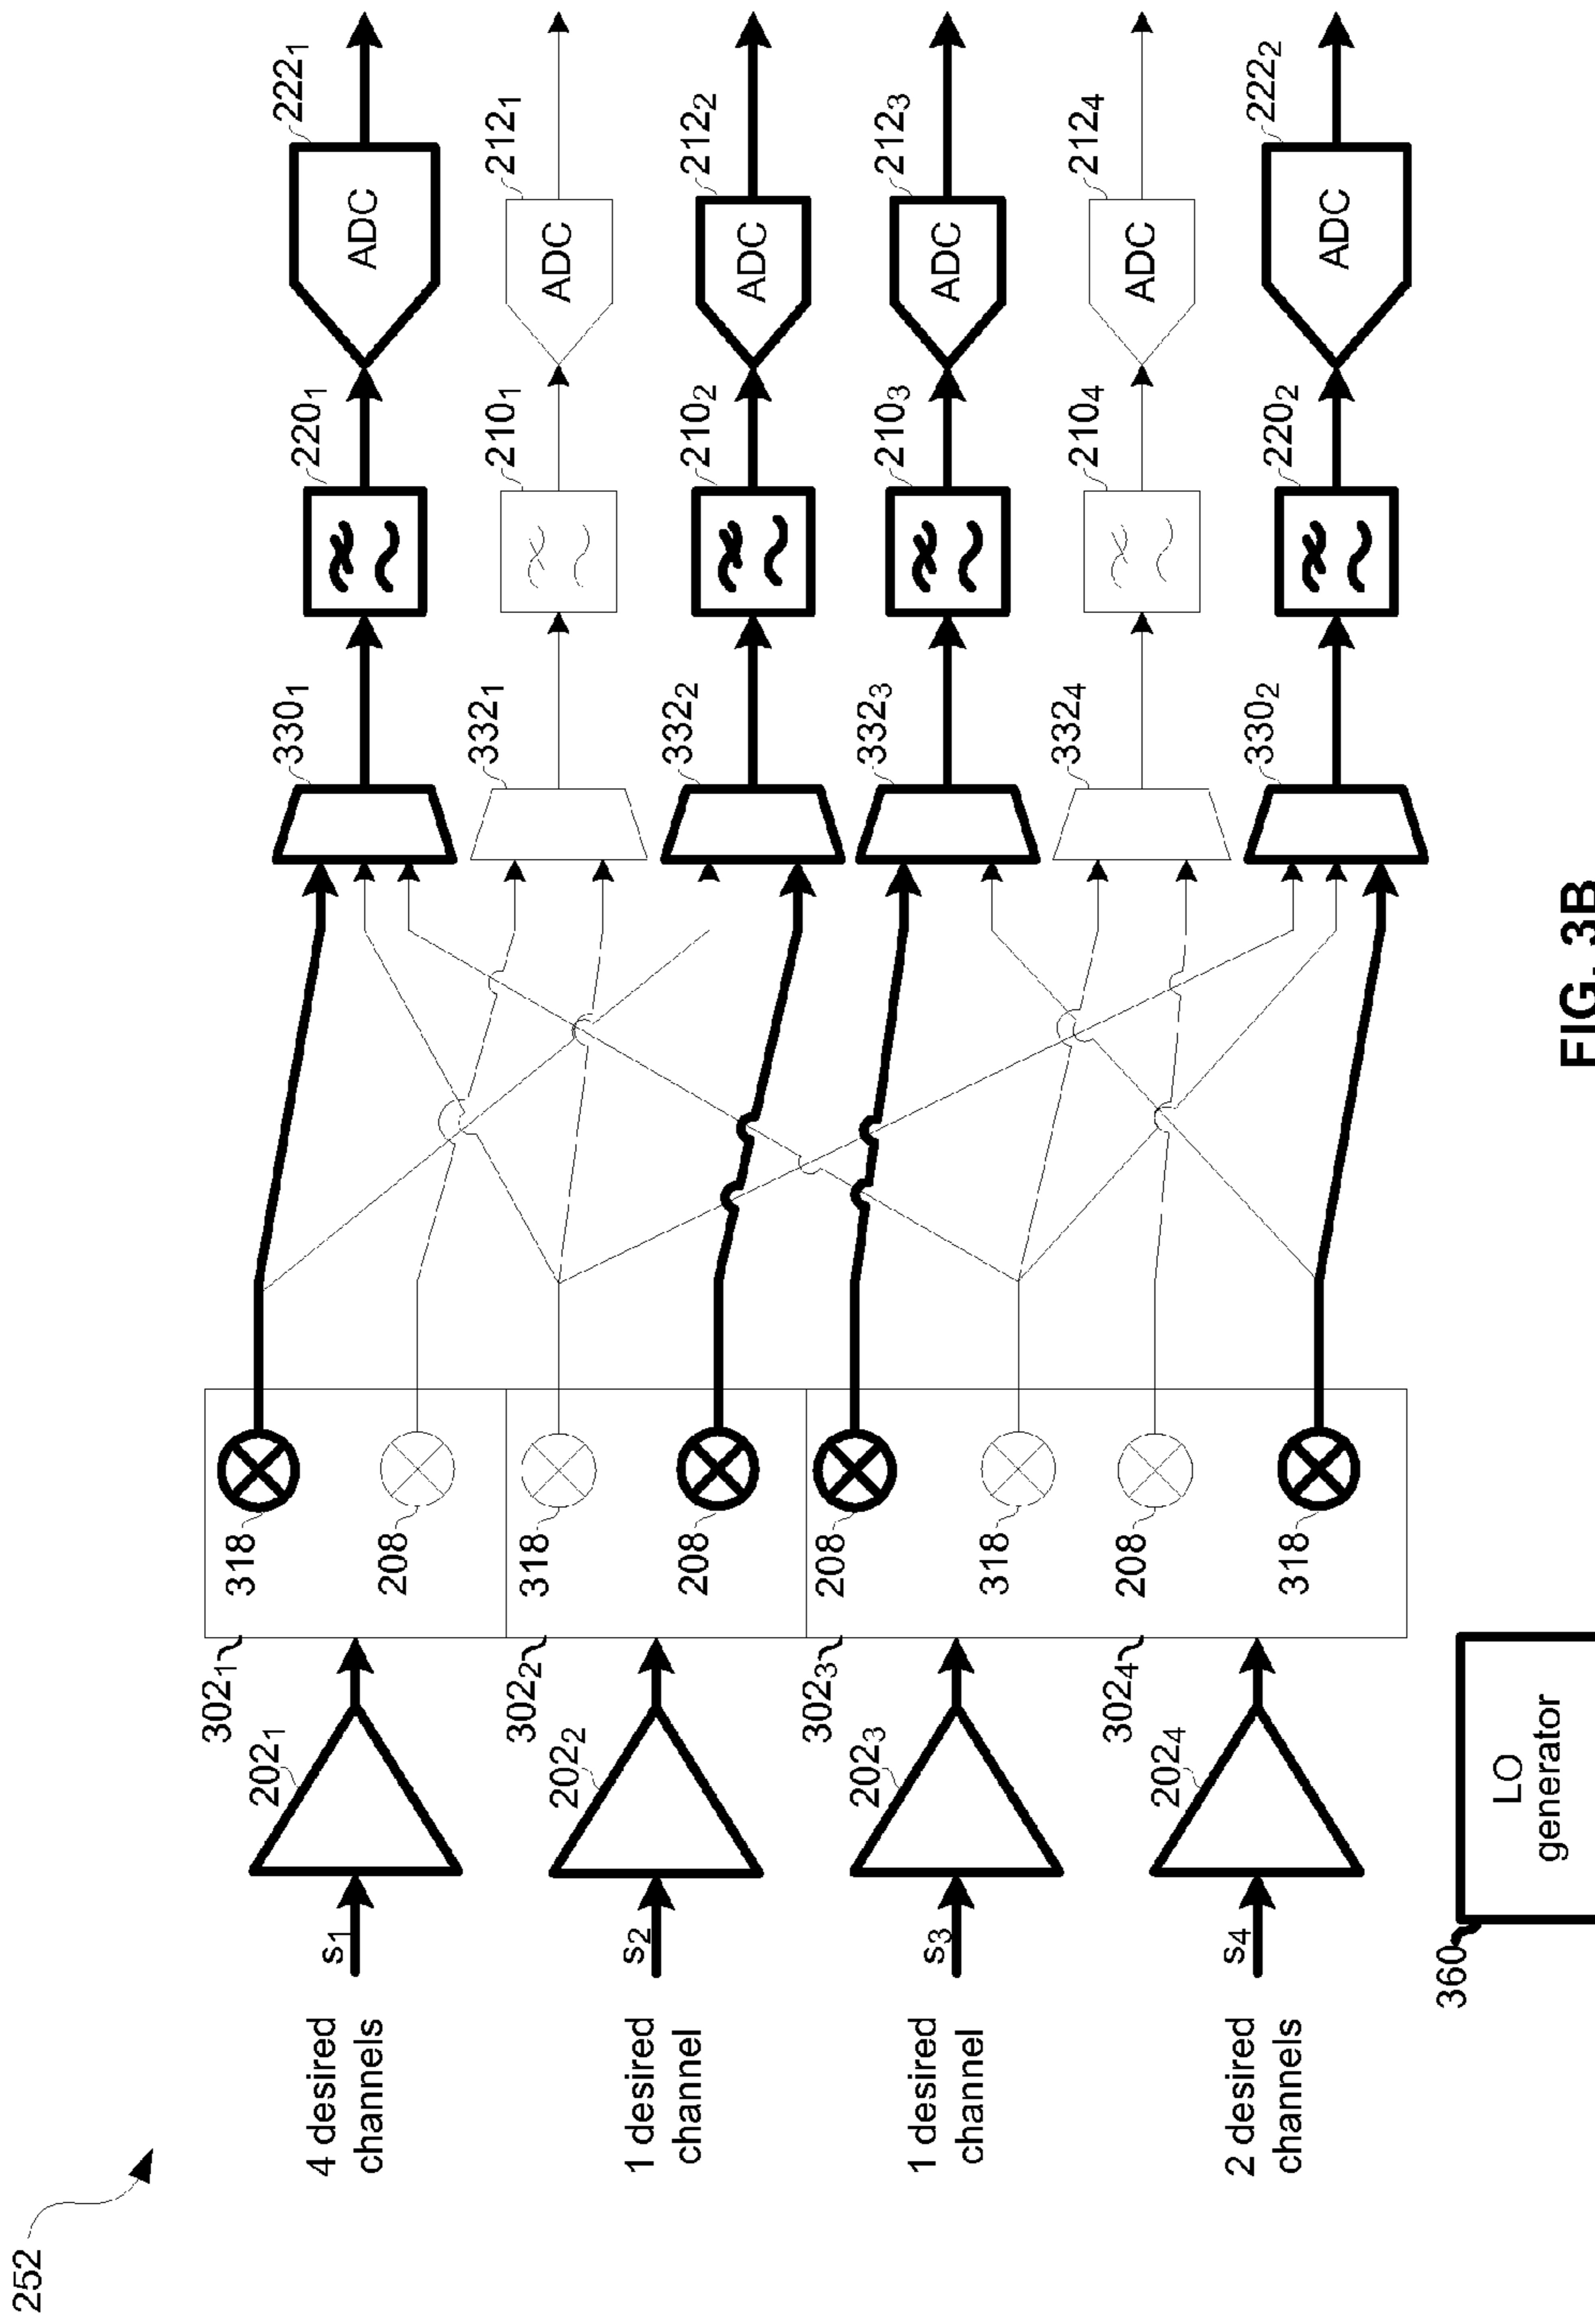 252
4 desired
channels
1 desired
channel
1 desired
channel
2 desired
channels
s1
s2
s3
s4
202₁
202₂
202₃
202₄
302₁
302₂
302₃
302₄
318
208
318
208
208
318
208
318
330₁
332₁
332₂
332₃
332₄
330₂
220₁
210₁
210₂
210₃
210₄
220₂
222₁
212₁
212₂
212₃
212₄
222₂
ADC
ADC
ADC
ADC
ADC
ADC
360
LO
generator
FIG. 3B